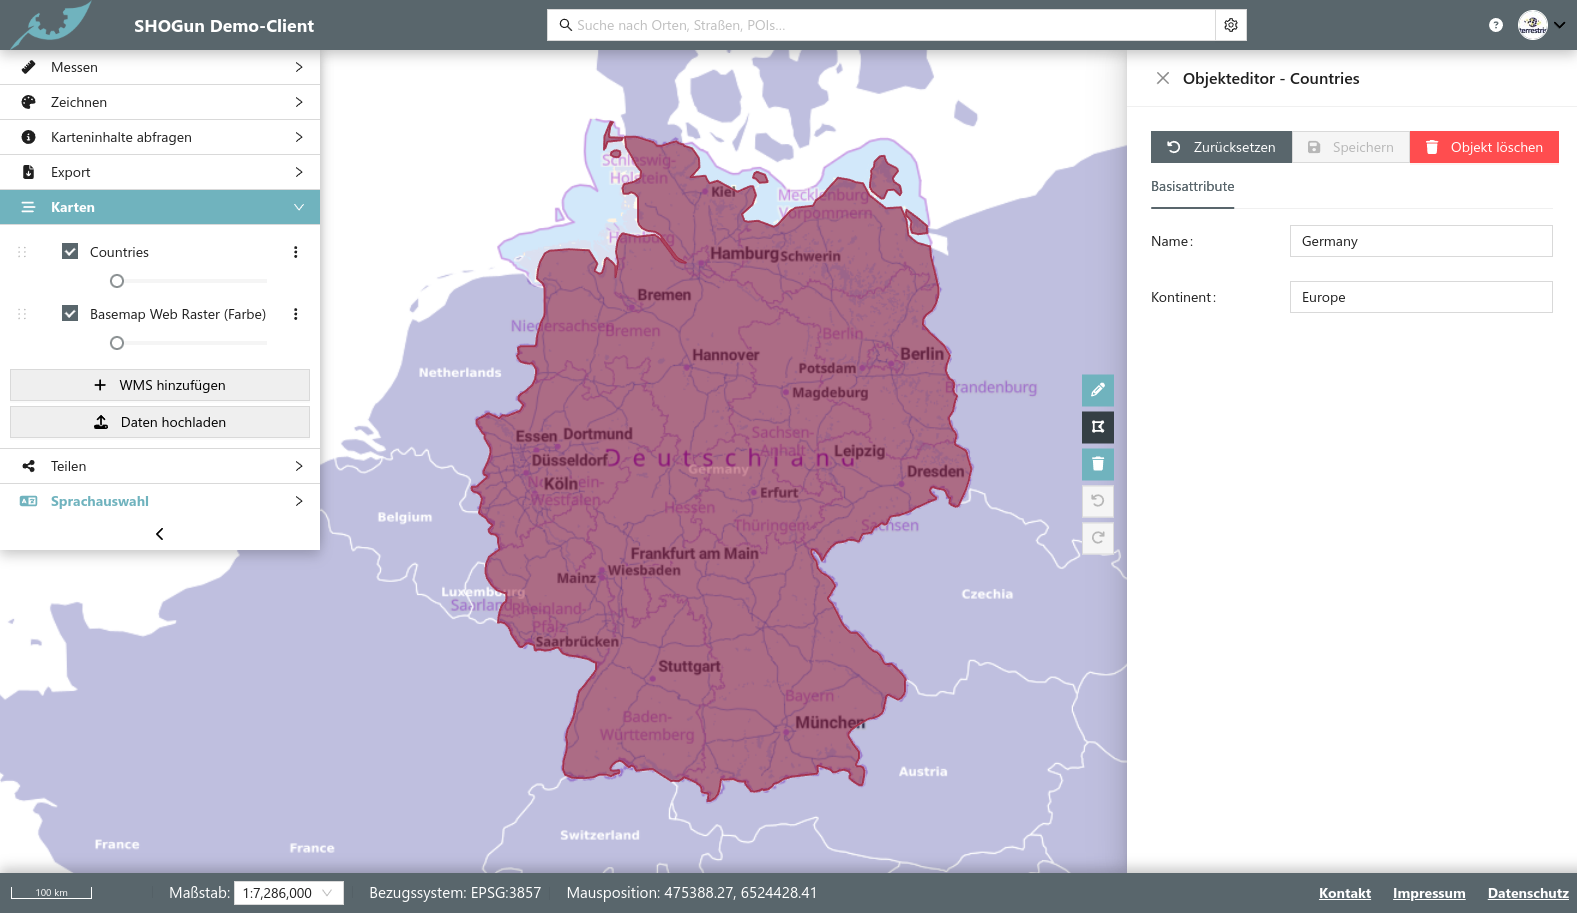 SHOGun Demo-Client
Suche nach Orten, Straßen, POIs...
terrestris
Messen
Zeichnen
Karteninhalte abfragen
Export
Karten
Countries
Basemap Web Raster (Farbe)
WMS hinzufügen
Daten hochladen
Teilen
Sprachauswahl
Schleswig-
Holstein
Kiel
Mecklenburg
Vorpommern
Hamburg
Hamburg
Schwerin
Bremen
Niedersachsen
Bremen
Berlin
Hannover
Berlin
Potsdam
Netherlands
Magdeburg
Brandenburg
Essen
Dortmund
Sachsen-
Anhalt
Leipzig
Düsseldorf
Deutschland
Germany
Dresden
Köln
Nordrhein-
Westfalen
Erfurt
Hessen
Belgium
Thüringen
Sachsen
Frankfurt am Main
Mainz
Wiesbaden
Luxembourg
Czechia
Saarland
Rheinland-
Pfalz
Saarbrücken
Stuttgart
Bayern
Baden-
Württemberg
München
Austria
Switzerland
France
France
Objekteditor - Countries
Zurücksetzen
Speichern
Objekt löschen
Basisattribute
Name:
Germany
Kontinent:
Europe
100 km
Maßstab:
1:7,286,000
Bezugssystem: EPSG:3857
Mausposition: 475388.27, 6524428.41
Kontakt
Impressum
Datenschutz